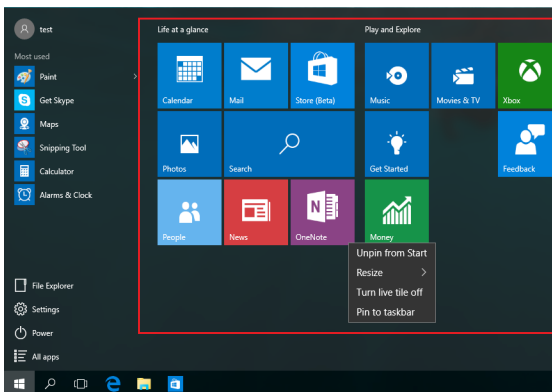 test
Most used
Paint
Get Skype
Maps
Snipping Tool
Calculator
Alarms & Clock
File Explorer
Settings
Power
All apps
Life at a glance
Calendar
Mail
Store (Beta)
Photos
Search
People
News
OneNote
Play and Explore
Music
Movies & TV
Xbox
Get Started
Feedback
Money
Unpin from Start
Resize
Turn live tile off
Pin to taskbar